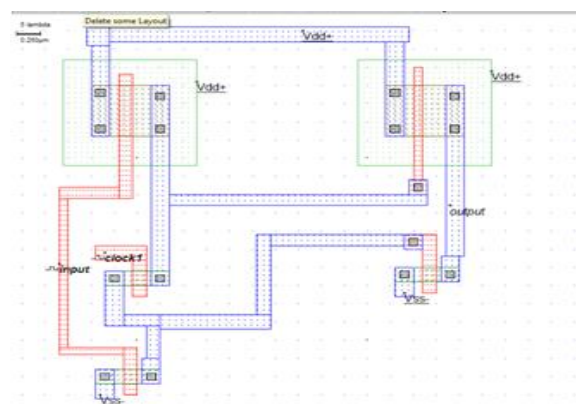 5 lambda
0.250µm
Delete some Layout
Vdd+
Vdd+
Vdd+
output
clock1
input
Vss-
Vss-